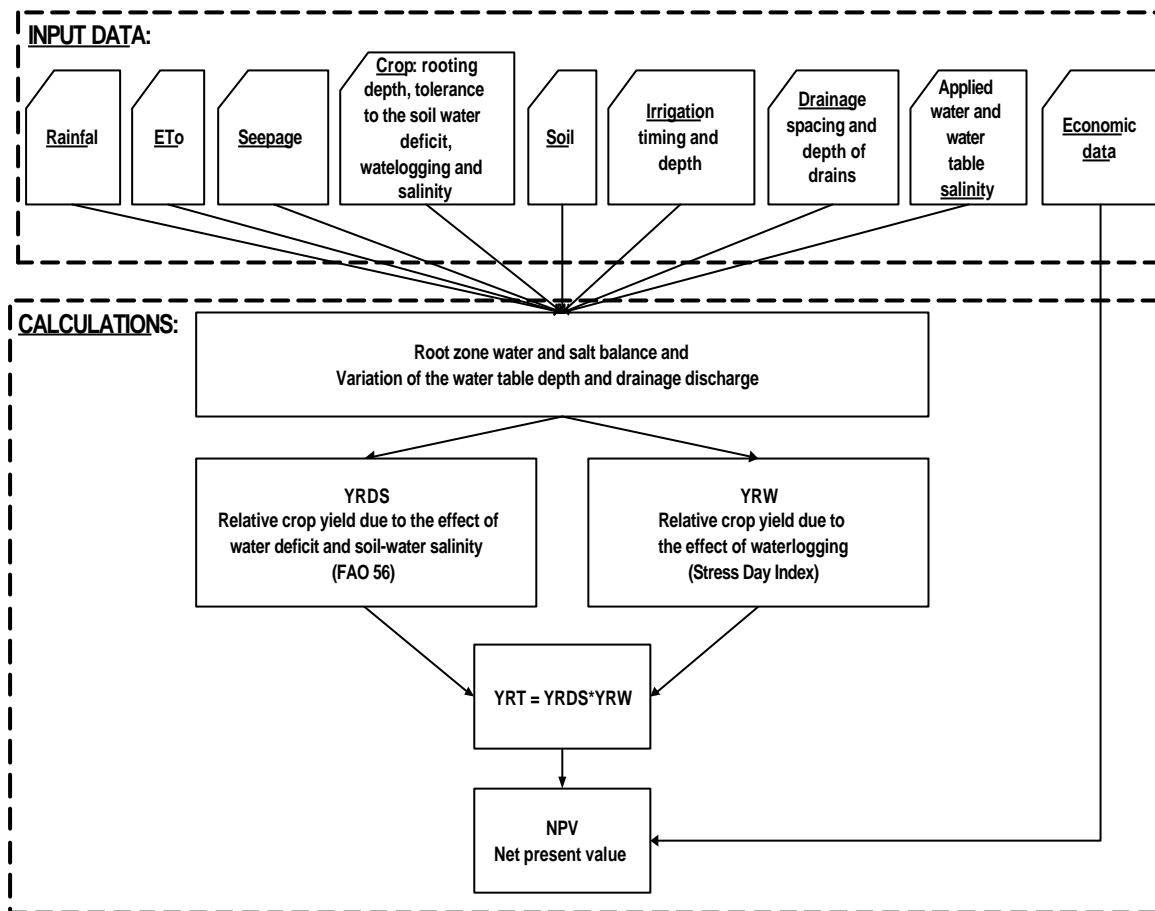 INPUT DATA:
Rainfal
ETo
Seepage
Crop: rooting
depth, tolerance
to the soil water
deficit,
watelogging and
salinity
Soil
Irrigation
timing and
depth
Drainage
spacing and
depth of
drains
Applied
water and
water
table
salinity
Economic
data
CALCULATIONS:
Root zone water and salt balance and
Variation of the water table depth and drainage discharge
YRDS
Relative crop yield due to the effect of
water deficit and soil-water salinity
(FAO 56)
YRW
Relative crop yield due to
the effect of waterlogging
(Stress Day Index)
YRT = YRDS*YRW
NPV
Net present value